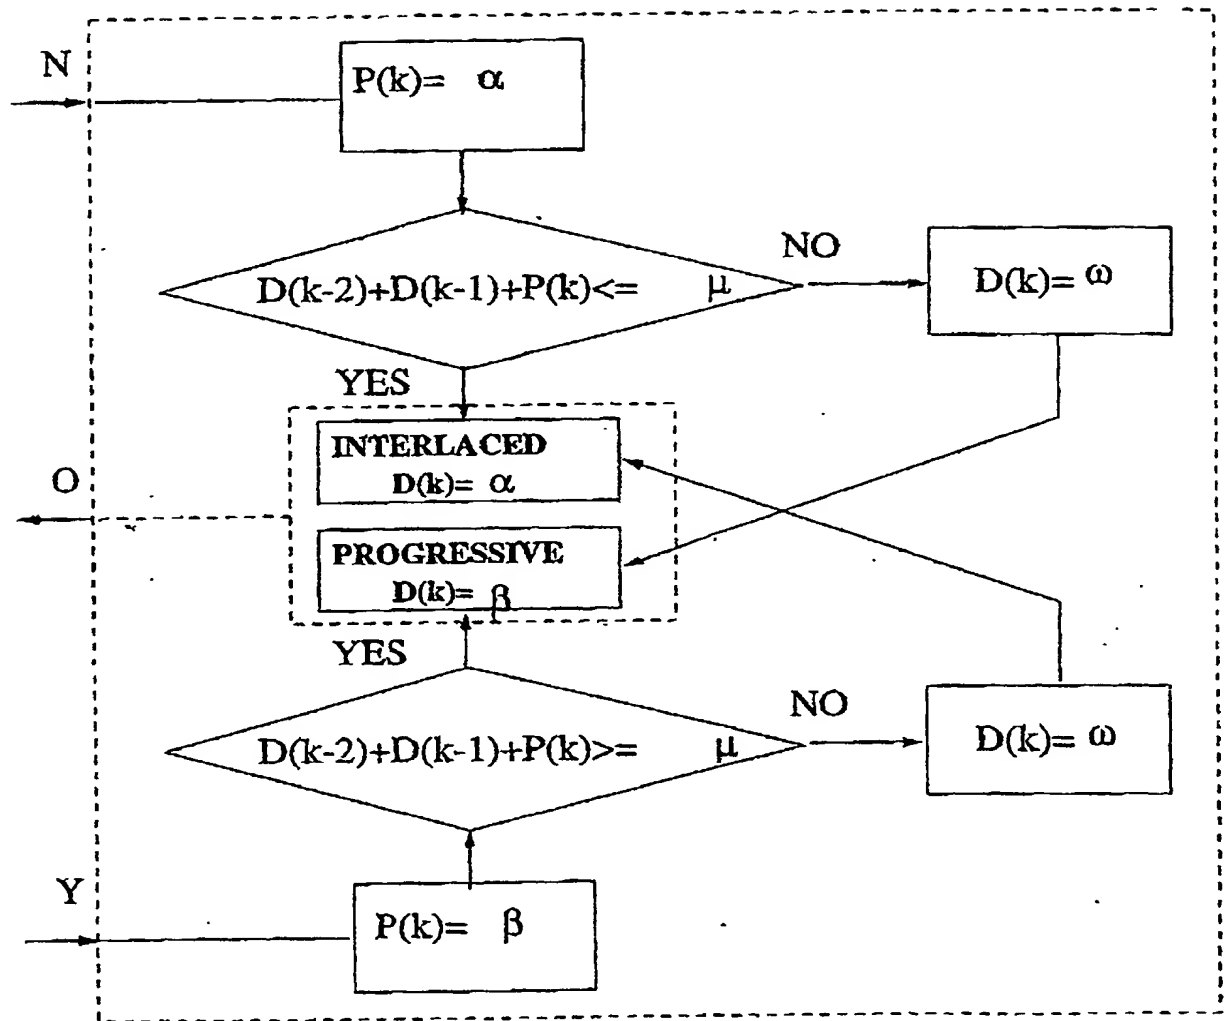 N
P(k)= α
D(k-2)+D(k-1)+P(k)<= μ
NO
D(k)= ω
YES
INTERLACED
D(k)= α
O
PROGRESSIVE
D(k)= β
YES
D(k-2)+D(k-1)+P(k)>= μ
NO
D(k)= ω
Y
P(k)= β